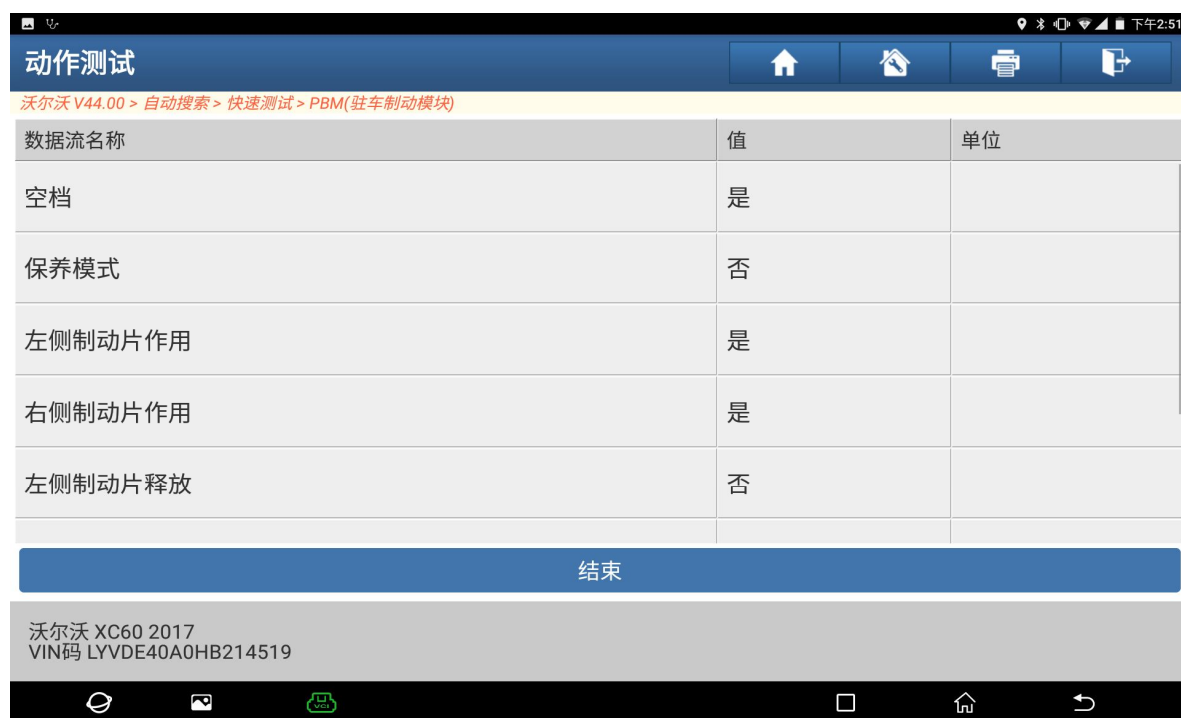 下午2:51
动作测试
沃尔沃 V44.00 > 自动搜索 > 快速测试 > PBM(驻车制动模块)
数据流名称 值 单位
空档 是
保养模式 否
左侧制动片作用 是
右侧制动片作用 是
左侧制动片释放 否
结束
沃尔沃 XC60 2017
VIN码 LYVDE40A0HB214519
VCI